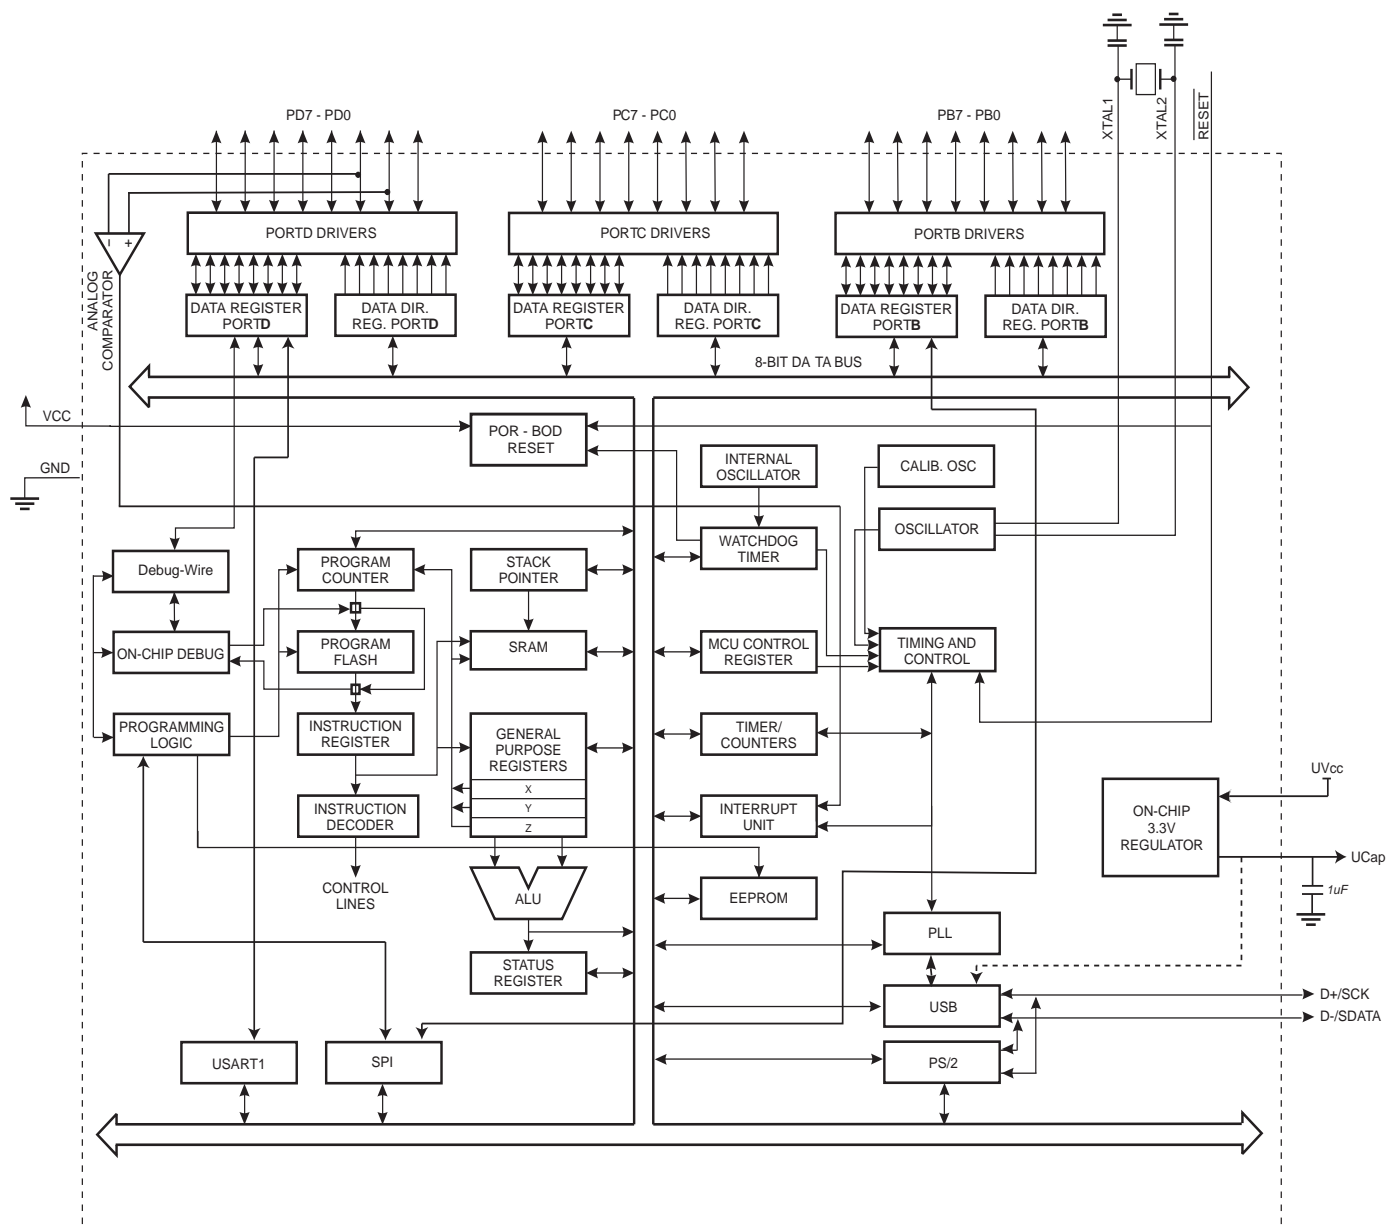 XTAL1
XTAL2
RESET
PD7 - PD0
PC7 - PC0
PB7 - PB0
PORTD DRIVERS
PORTC DRIVERS
PORTB DRIVERS
- +
ANALOG
COMPARATOR
DATA REGISTER
PORTD
DATA DIR.
REG. PORTD
DATA REGISTER
PORTC
DATA DIR.
REG. PORTC
DATA REGISTER
PORTB
DATA DIR.
REG. PORTB
8-BIT DA TA BUS
VCC
GND
POR - BOD
RESET
INTERNAL
OSCILLATOR
CALIB. OSC
OSCILLATOR
WATCHDOG
TIMER
Debug-Wire
PROGRAM
COUNTER
STACK
POINTER
ON-CHIP DEBUG
PROGRAM
FLASH
SRAM
MCU CONTROL
REGISTER
TIMING AND
CONTROL
PROGRAMMING
LOGIC
INSTRUCTION
REGISTER
GENERAL
PURPOSE
REGISTERS
X
Y
Z
TIMER/
COUNTERS
INSTRUCTION
DECODER
INTERRUPT
UNIT
UVcc
ON-CHIP
3.3V
REGULATOR
UCap
1uF
CONTROL
LINES
ALU
EEPROM
PLL
STATUS
REGISTER
USB
D+/SCK
D-/SDATA
USART1
SPI
PS/2